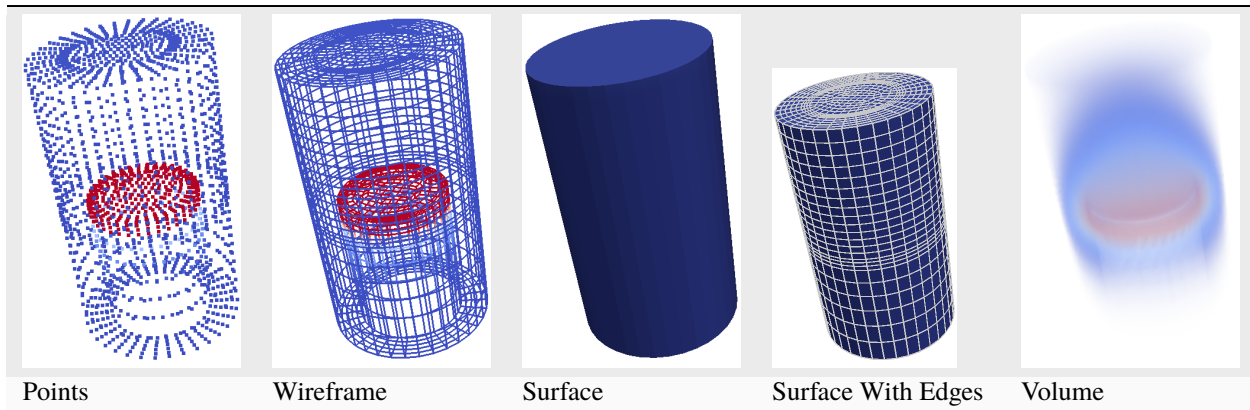 Points
Wireframe
Surface
Surface With Edges
Volume